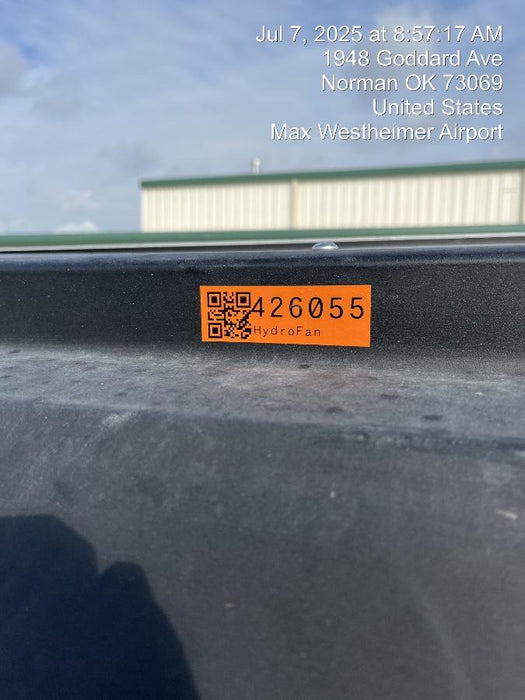 Jul 7, 2025 at 8:57:17 AM
1948 Goddard Ave
Norman OK 73069
United States
Max Westheimer Airport
426055
HydroFan